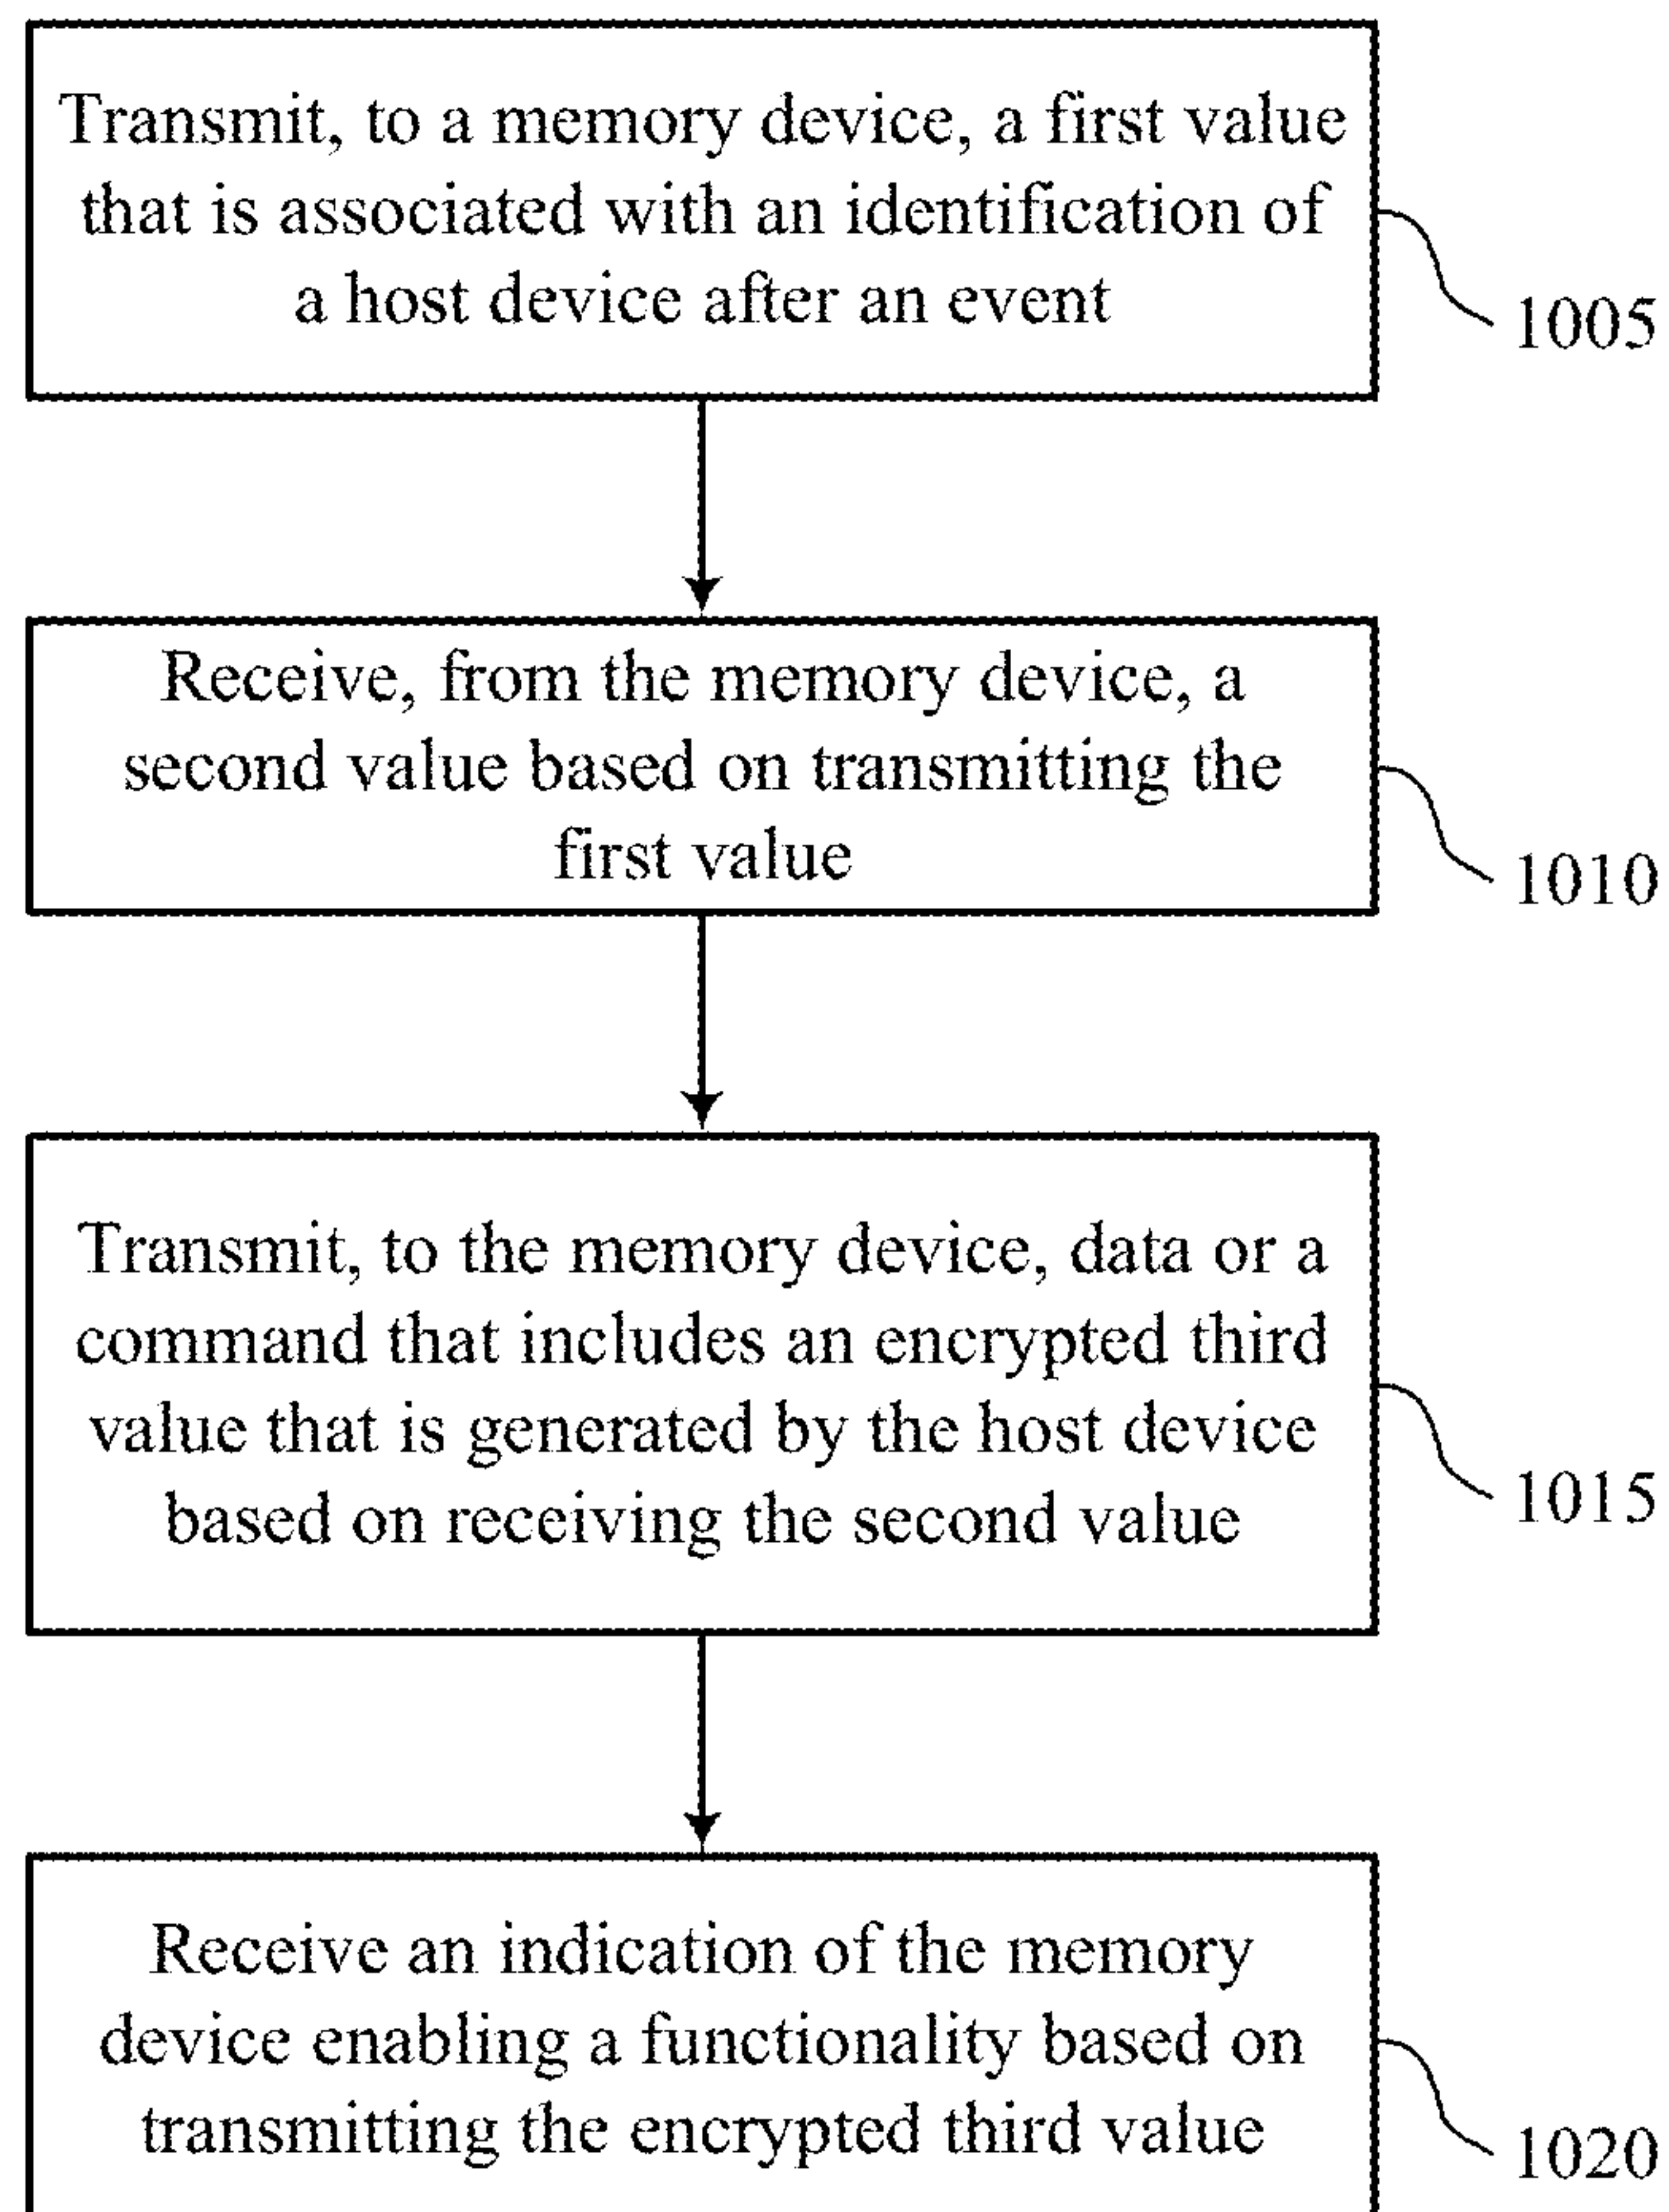 Transmit, to a memory device, a first value
that is associated with an identification of
a host device after an event
1005
Receive, from the memory device, a
second value based on transmitting the
first value
1010
Transmit, to the memory device, data or a
command that includes an encrypted third
value that is generated by the host device
based on receiving the second value
1015
Receive an indication of the memory
device enabling a functionality based on
transmitting the encrypted third value
1020